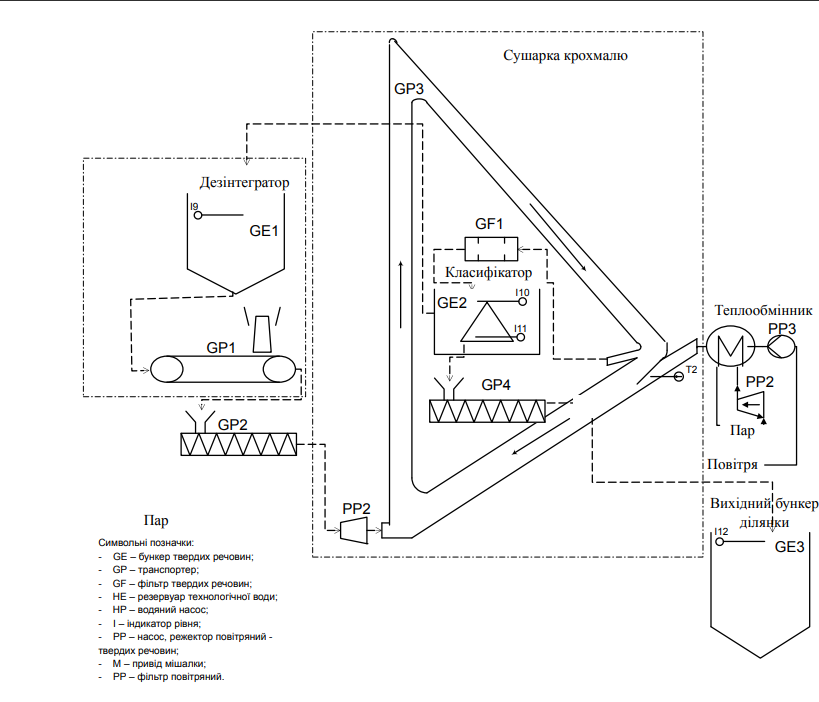 Сушарка крохмалю
GP3
Дезінтегратор
I9
GE1
GF1
Класифікатор
I10
GE2
I11
Теплообмінник
PP3
GP1
T2
PP2
GP4
GP2
Пар
Повітря
PP2
Вихідний бункер
ділянки
I12
GE3
Пар
Символьні позначки:
- GE – бункер твердих речовин;
- GP – транспортер;
- GF – фільтр твердих речовин;
- HE – резервуар технологічної води;
- HP – водяний насос;
- I – індикатор рівня;
- PP – насос, режектор повітряний -
твердих речовин;
- M – привід мішалки;
- PP – фільтр повітряний.